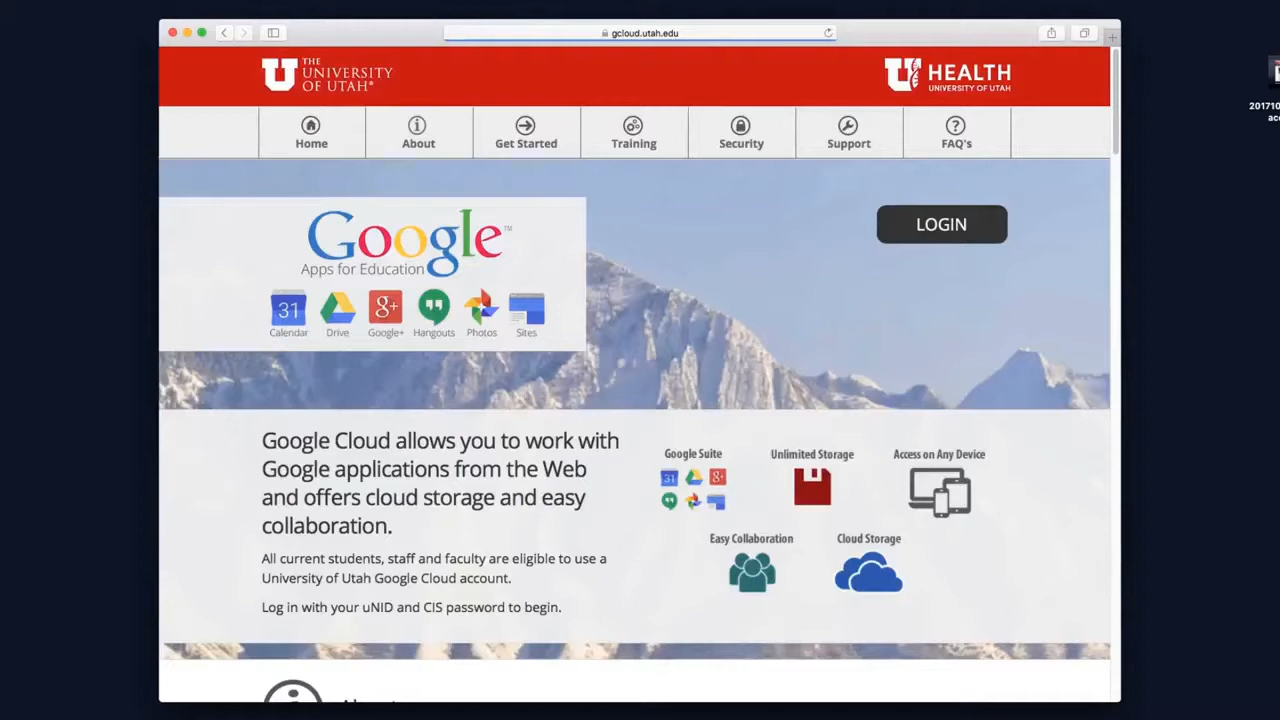 gcloud.utah.edu
THE
UNIVERSITY
OF UTAH®
HEALTH
UNIVERSITY OF UTAH
Home
About
Get Started
Training
Security
Support
FAQ's
Google™
Apps for Education
LOGIN
31
g+
Calendar
Drive
Google+
Hangouts
Photos
Sites
Google Cloud allows you to work with
Google applications from the Web
and offers cloud storage and easy
collaboration.
All current students, staff and faculty are eligible to use a
University of Utah Google Cloud account.
Log in with your uNID and CIS password to begin.
Google Suite
Unlimited Storage
Access on Any Device
31
g+
Easy Collaboration
Cloud Storage
201710